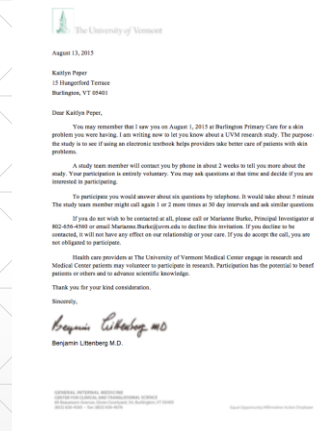 The University of Vermont
August 13, 2015
Kaitlyn Peper
15 Hungerford Terrace
Burlington, VT 05401
Dear Kaitlyn Peper,
You may remember that I saw you on August 1, 2015 at Burlington Primary Care for a skin
problem you were having. I am writing now to let you know about a UVM research study. The purpose
the study is to see if using an electronic textbook helps providers take better care of patients with skin
problems.
A study team member will contact you by phone in about 2 weeks to tell you more about the
study. Your participation is entirely voluntary. You may ask questions at that time and decide if you are
interested in participating.
To participate you would answer about six questions by telephone. It would take about 5 minute
The study team member might call again 1 or 2 more times at 30 day intervals and ask similar questions
If you do not wish to be contacted at all, please call or Marianne Burke, Principal Investigator at
802-656-4560 or email Marianne.Burke@uvm.edu to decline this invitation. If you decline to be
contacted, it will not have any effect on our relationship or your care. If you do accept the call, you are
not obligated to participate.
Health care providers at The University of Vermont Medical Center engage in research and
Medical Center patients may volunteer to participate in research. Participation has the potential to benef
patients or others and to advance scientific knowledge.
Thank you for your kind consideration.
Sincerely,
Benjamin Littenberg MD
Benjamin Littenberg M.D.
GENERAL INTERNAL MEDICINE
CENTER FOR CLINICAL AND TRANSLATIONAL SCIENCE